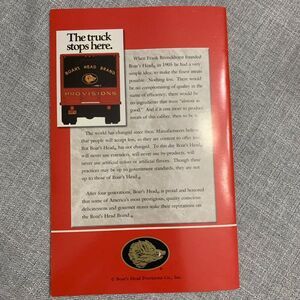 The truck
stops here.
BOARS HEAD BRAND
PROVISIONS
When Frank Brunckhorst founded
Boar's Head® in 1905 he had a very
simple idea, to make the finest meats
possible. Nothing less. There would
be no compromising of quality in the
name of efficiency, there would be
no ingredients that were "almost as
good." And if it cost more to produce
meats of this caliber, then so be it.
The world has changed since then. Manufacturers believe
that people will accept less, so they are content to offer less.
But Boar's Head® has not changed. To this day Boar's Head®
will never use extenders, will never use by-products, will
never use artificial colors or artificial flavors. Though these
practices may be up to government standards, they are not
up to those of Boar's Head®.
After four generations, Boar's Head® is proud and honored
that some of America's most prestigious, quality conscious
delicatessens and gourmet stores stake their reputations on
the Boar's Head Brand®.
© Boar's Head Provisions Co., Inc.